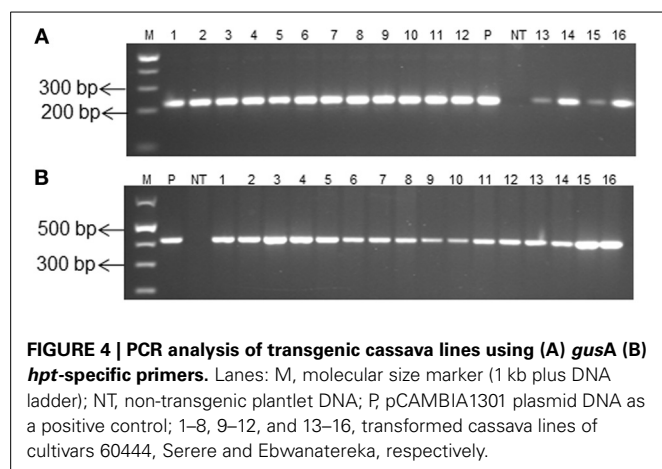 A
M 1 2 3 4 5 6 7 8 9 10 11 12 P NT 13 14 15 16
300 bp
200 bp
B
M P NT 1 2 3 4 5 6 7 8 9 10 11 12 13 14 15 16
500 bp
300 bp
FIGURE 4 | PCR analysis of transgenic cassava lines using (A) gusA (B)
hpt-specific primers. Lanes: M, molecular size marker (1 kb plus DNA
ladder); NT, non-transgenic plantlet DNA; P, pCAMBIA1301 plasmid DNA as
a positive control; 1–8, 9–12, and 13–16, transformed cassava lines of
cultivars 60444, Serere and Ebwanatereka, respectively.